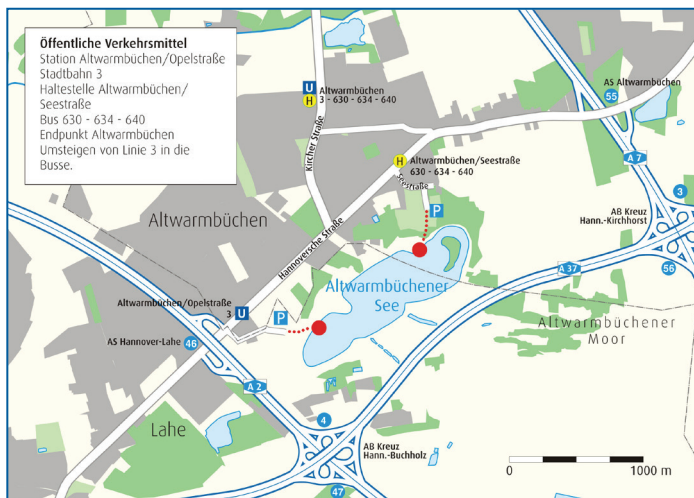 Öffentliche Verkehrsmittel
Station Altwarmbüchen/Opelstraße
Stadtbahn 3
Haltestelle Altwarmbüchen/
Seestraße
Bus 630 - 634 - 640
Endpunkt Altwarmbüchen
Umsteigen von Linie 3 in die
Busse.
U
H
Altwarmbüchen
3 - 630 - 634 - 640
Kircher Straße
AS Altwarmbüchen
55
A 7
3
H
Altwarmbüchen/Seestraße
630 - 634 - 640
Seestraße
P
Altwarmbüchen
Hannoversche Straße
AB Kreuz
Hann.-Kirchhorst
A 37
56
Altwarmbüchener
See
Altwarmbüchen/Opelstraße
3 U
P
Altwarmbüchener
Moor
AS Hannover-Lahe
46
A 2
Lahe
4
AB Kreuz
Hann.-Buchholz
47
0
1000 m